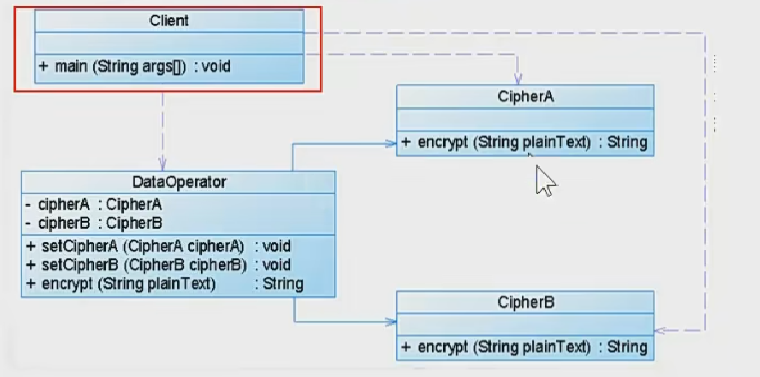 Client
+ main (String args[]) : void
CipherA
+ encrypt (String plainText) : String
DataOperator
- cipherA : CipherA
- cipherB : CipherB
+ setCipherA (CipherA cipherA) : void
+ setCipherB (CipherB cipherB) : void
+ encrypt (String plainText) : String
CipherB
+ encrypt (String plainText) : String